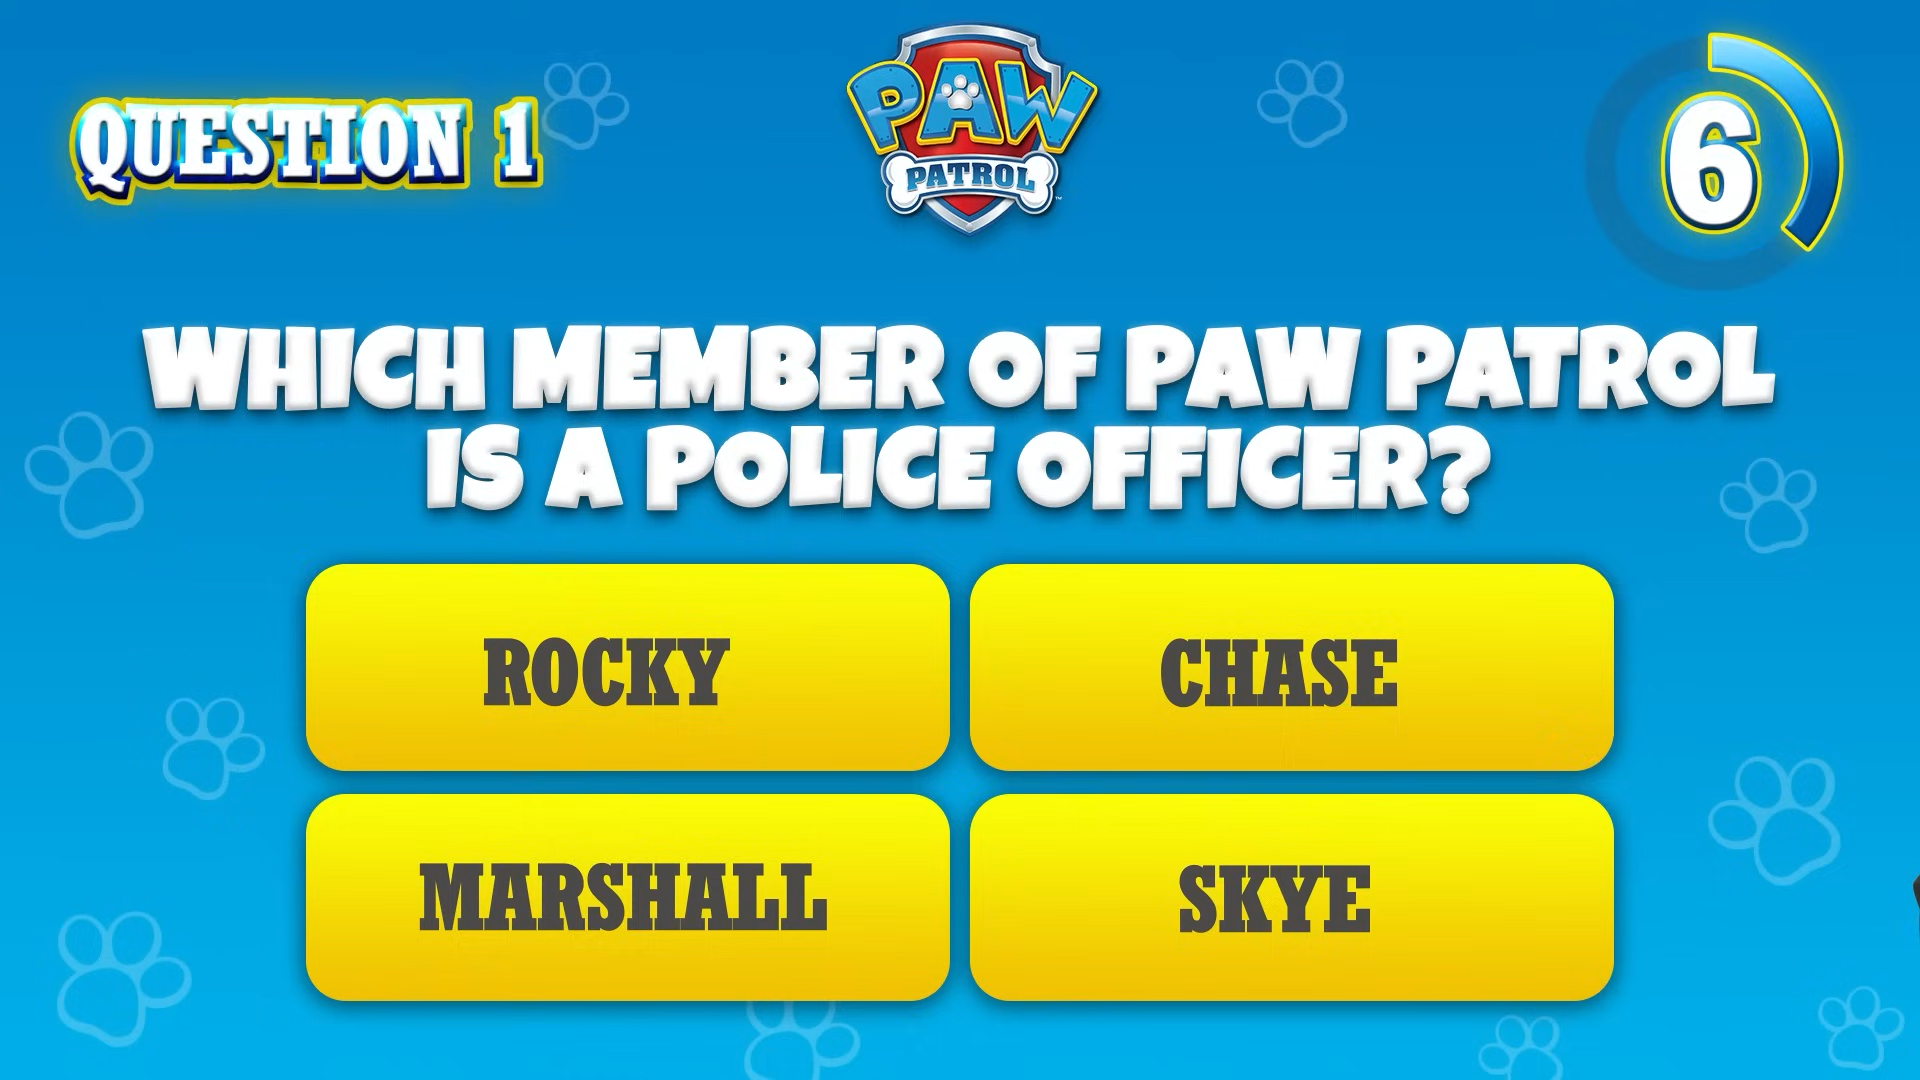 QUESTION 1
PAW
PATROL
6
WHICH MEMBER OF PAW PATROL
IS A POLICE OFFICER?
ROCKY
CHASE
MARSHALL
SKYE